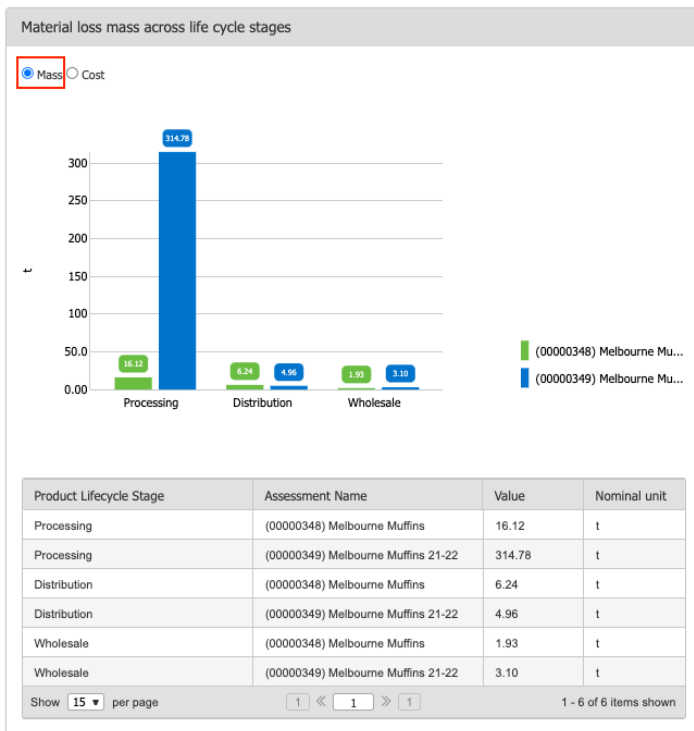 Material loss mass across life cycle stages
Mass Cost
314.78
300
250
200
t
150
100
50.0
0.00
16.12
6.24 4.96
1.93 3.10
Processing Distribution Wholesale
(00000348) Melbourne Mu...
(00000349) Melbourne Mu...
Product Lifecycle Stage Assessment Name Value Nominal unit
Processing (00000348) Melbourne Muffins 16.12 t
Processing (00000349) Melbourne Muffins 21-22 314.78 t
Distribution (00000348) Melbourne Muffins 6.24 t
Distribution (00000349) Melbourne Muffins 21-22 4.96 t
Wholesale (00000348) Melbourne Muffins 1.93 t
Wholesale (00000349) Melbourne Muffins 21-22 3.10 t
Show 15 per page 1 1 1 1 - 6 of 6 items shown